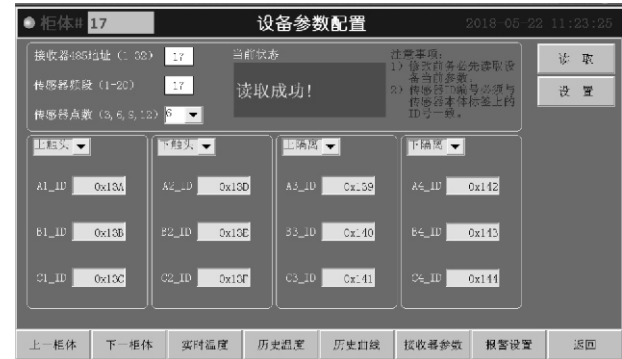 柜体# 17 设备参数配置 2018-05-22 11:23:25
接收器485地址 (1-32) 17 当前状态 注意事项:
1) 修改前务必先读取设备当前参数。
读 取
传感器频段 (1-20) 17 读取成功!
2) 传感器ID编号必须与传感器本体标签上的ID号一致。
设 置
传感器点数 (3,6,9,12) 6
上触头 下触头 上隔离 下隔离
A1_ID 0x13A A2_ID 0x13D A3_ID A4_ID 0x142
B1_ID 0x13B B2_ID 0x13E B3_ID 0x140 B4_ID 0x143
C1_ID 0x13C C2_ID 0x13F C3_ID 0x141 C4_ID 0x144
上一柜体 下一柜体 实时温度 历史温度 历史曲线 接收器参数 报警设置 返回